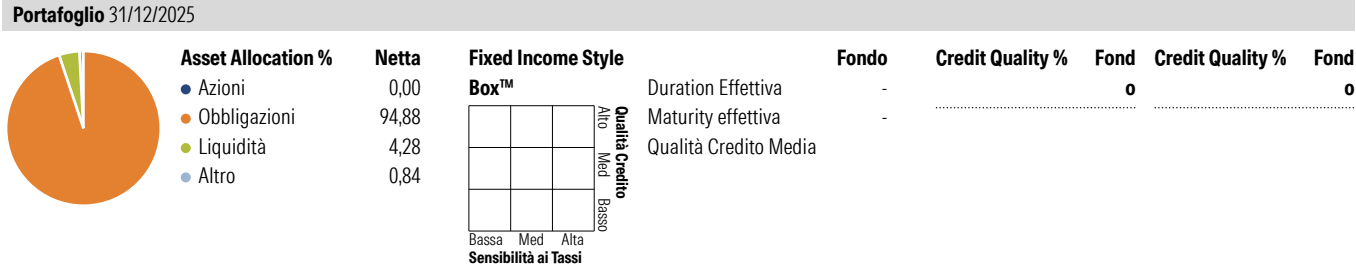 Portafoglio 31/12/2025
Asset Allocation % Netta
Azioni 0,00
Obbligazioni 94,88
Liquidità 4,28
Altro 0,84
Fixed Income Style
Box™
Alto Med Basso
Qualità Credito
Bassa Med Alta
Sensibilità ai Tassi
Fondo
Duration Effettiva -
Maturity effettiva -
Qualità Credito Media
Credit Quality % Fond
o
Credit Quality % Fond
o